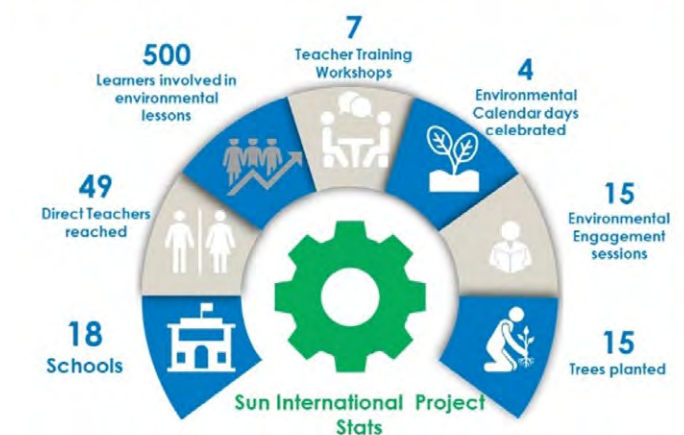 7
Teacher Training
Workshops
500
Learners involved in
environmental
lessons
4
Environmental
Calendar days
celebrated
49
Direct Teachers
reached
15
Environmental
Engagement
sessions
18
Schools
15
Trees planted
Sun International Project
Stats